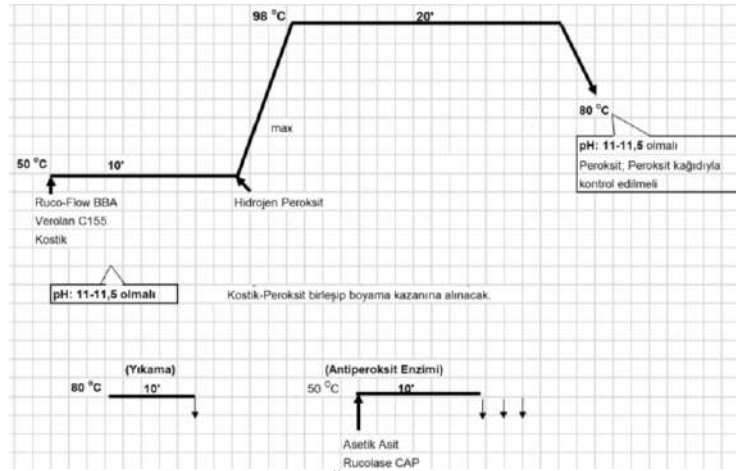 98 °C
20'
80 °C
max
pH: 11-11,5 olmalı
Peroksit; Peroksit kağıdıyla
kontrol edilmeli
50 °C
10'
Ruco-Flow BBA
Verolan C155
Kostik
Hidrojen Peroksit
pH: 11-11,5 olmalı
Kostik-Peroksit birleşip boyama kazanına alınacak.
(Yıkama)
80 °C
10'
(Antiperoksit Enzimi)
50 °C
10'
Asetik Asit
Rucolase CAP